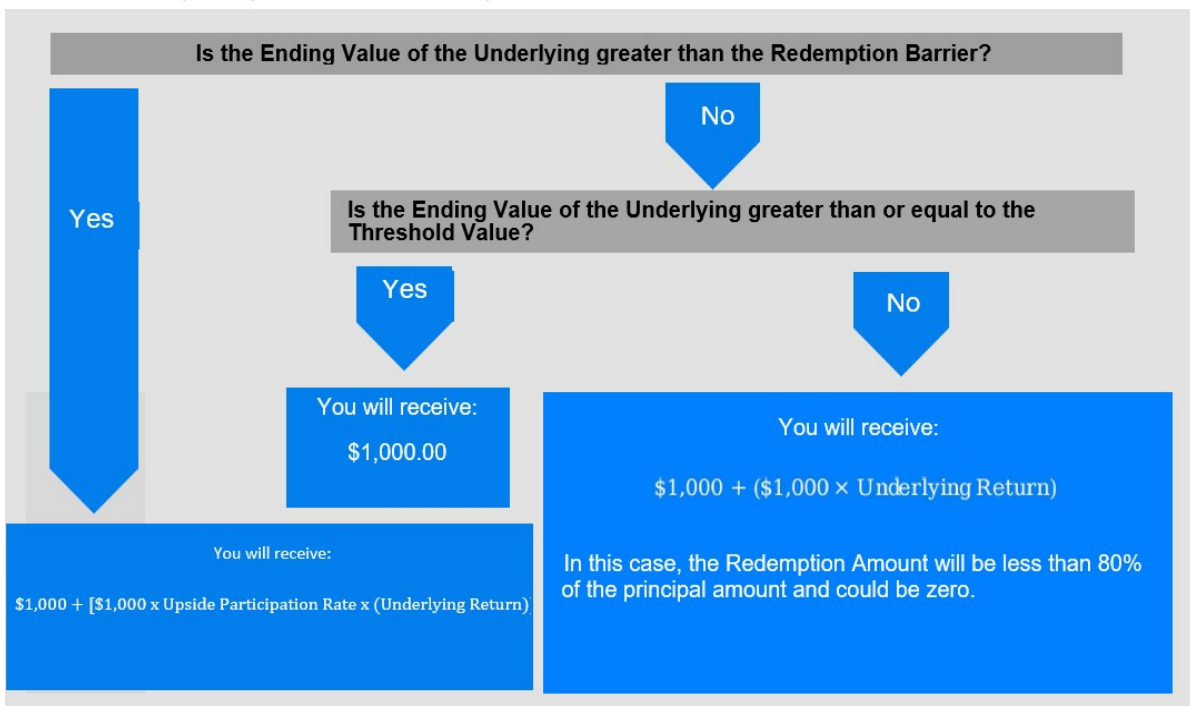 Is the Ending Value of the Underlying greater than the Redemption Barrier?
No
Yes
Is the Ending Value of the Underlying greater than or equal to the
Threshold Value?
Yes
No
You will receive:
$1,000.00
You will receive:
$1,000 + ($1,000 × Underlying Return)
In this case, the Redemption Amount will be less than 80%
of the principal amount and could be zero.
You will receive:
$1,000 + [$1,000 x Upside Participation Rate x (Underlying Return)]